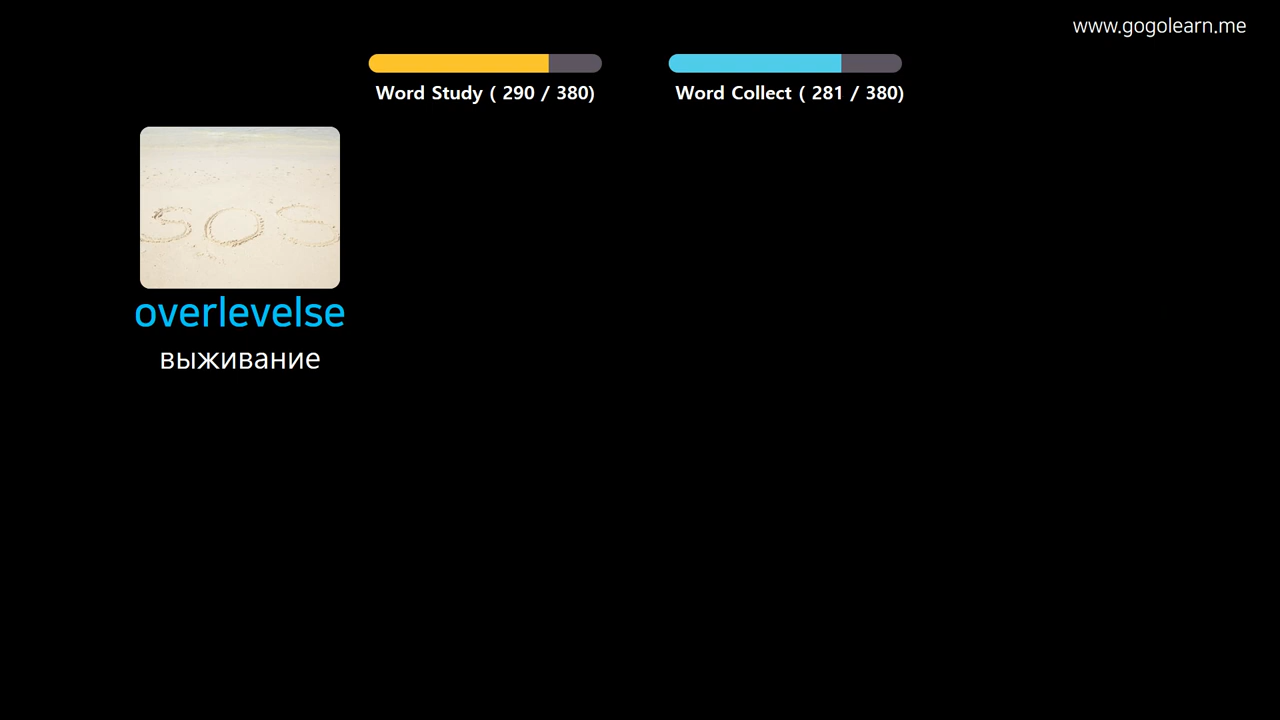 www.gogolearn.me
Word Study ( 290 / 380)
Word Collect ( 281 / 380)
SOS
overlevelse
выживание